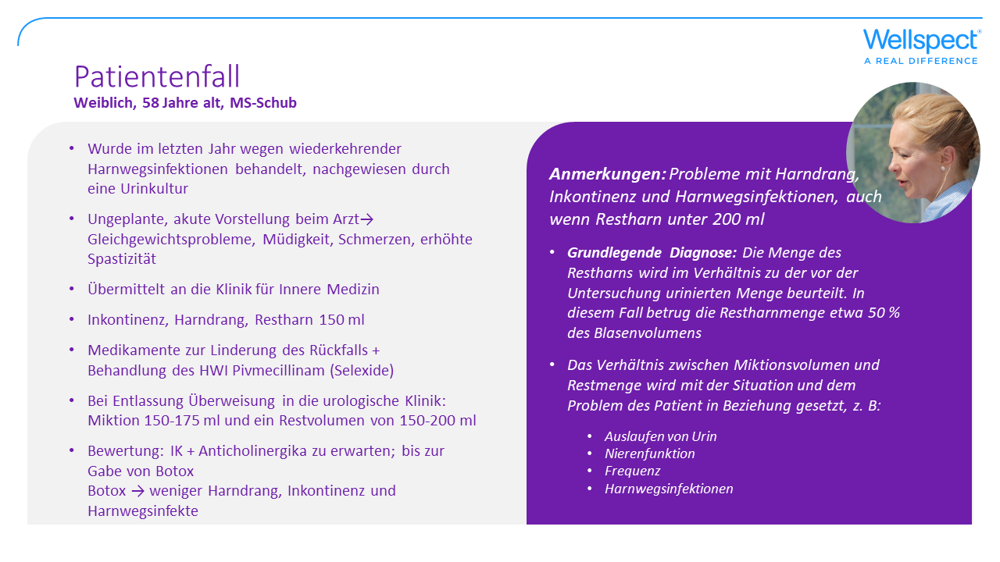 Wellspect®
A REAL DIFFERENCE
Patientenfall
Weiblich, 58 Jahre alt, MS-Schub
• Wurde im letzten Jahr wegen wiederkehrender
Harnwegsinfektionen behandelt, nachgewiesen durch
eine Urinkultur
• Ungeplante, akute Vorstellung beim Arzt→
Gleichgewichtsprobleme, Müdigkeit, Schmerzen, erhöhte
Spastizität
• Übermittelt an die Klinik für Innere Medizin
• Inkontinenz, Harndrang, Restharn 150 ml
• Medikamente zur Linderung des Rückfalls +
Behandlung des HWI Pivmecillinam (Selexide)
• Bei Entlassung Überweisung in die urologische Klinik:
Miktion 150-175 ml und ein Restvolumen von 150-200 ml
• Bewertung: IK + Anticholinergika zu erwarten; bis zur
Gabe von Botox
Botox → weniger Harndrang, Inkontinenz und
Harnwegsinfekte
Anmerkungen: Probleme mit Harndrang,
Inkontinenz und Harnwegsinfektionen, auch
wenn Restharn unter 200 ml
• Grundlegende Diagnose: Die Menge des
Restharns wird im Verhältnis zu der vor der
Untersuchung urinierten Menge beurteilt. In
diesem Fall betrug die Restharnmenge etwa 50 %
des Blasenvolumens
• Das Verhältnis zwischen Miktionsvolumen und
Restmenge wird mit der Situation und dem
Problem des Patient in Beziehung gesetzt, z. B:
• Auslaufen von Urin
• Nierenfunktion
• Frequenz
• Harnwegsinfektionen